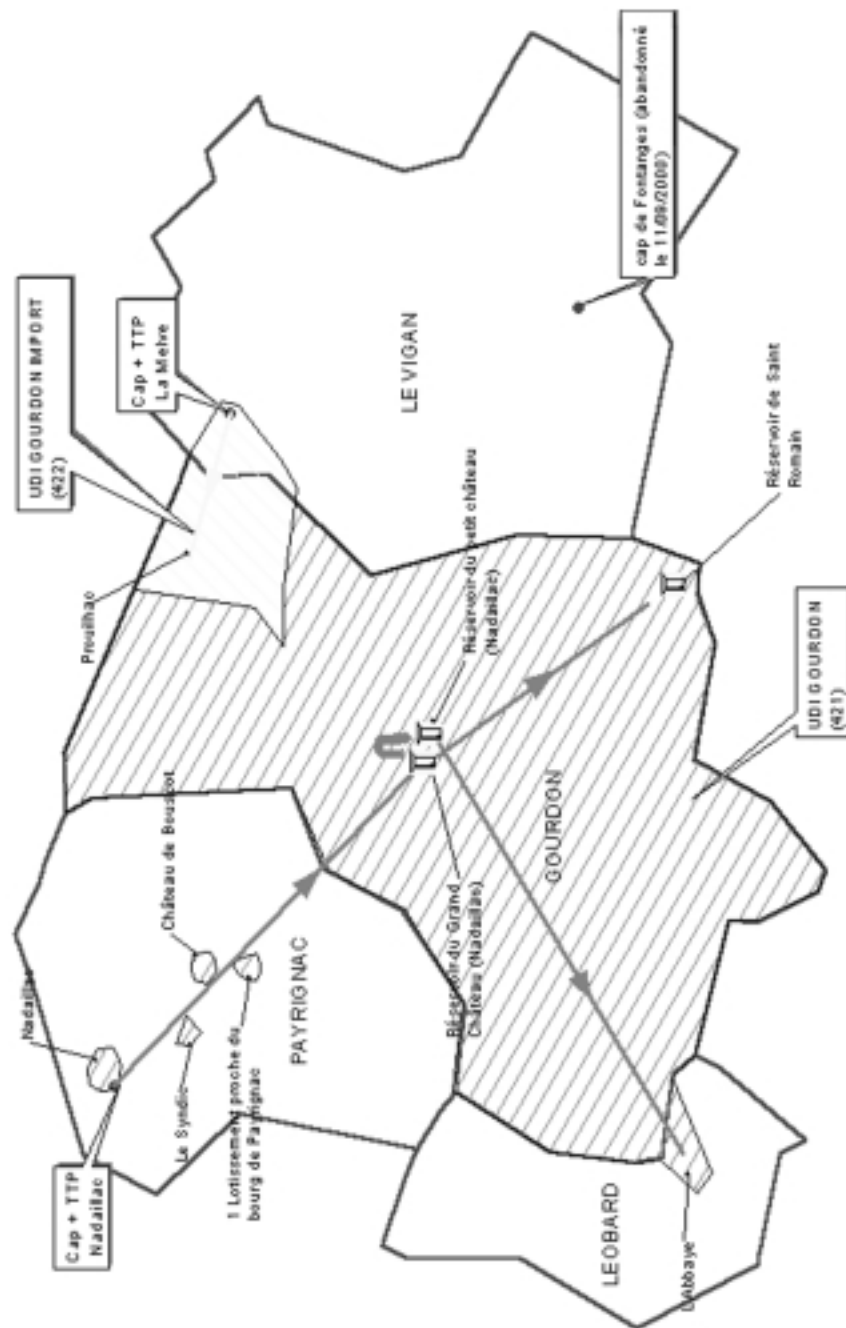 Cap + TTP
Nadaillac
Nadaillac
Le Syndic
1 Lotissement proche du
bourg de Payrignac
Château de Bouscot
PAYRIGNAC
LEOBARD
L'Abbaye
Réservoir du Grand
Château (Nadaillac)
GOURDON
Réservoir du petit château
(Nadaillac)
UDI GOURDON
(421)
Réservoir de Saint
Romain
Prouilhac
UDI GOURDON IMPORT
(422)
Cap + TTP
La Melve
LE VIGAN
cap de Fontanges (abandonné
le 11/09/2000)